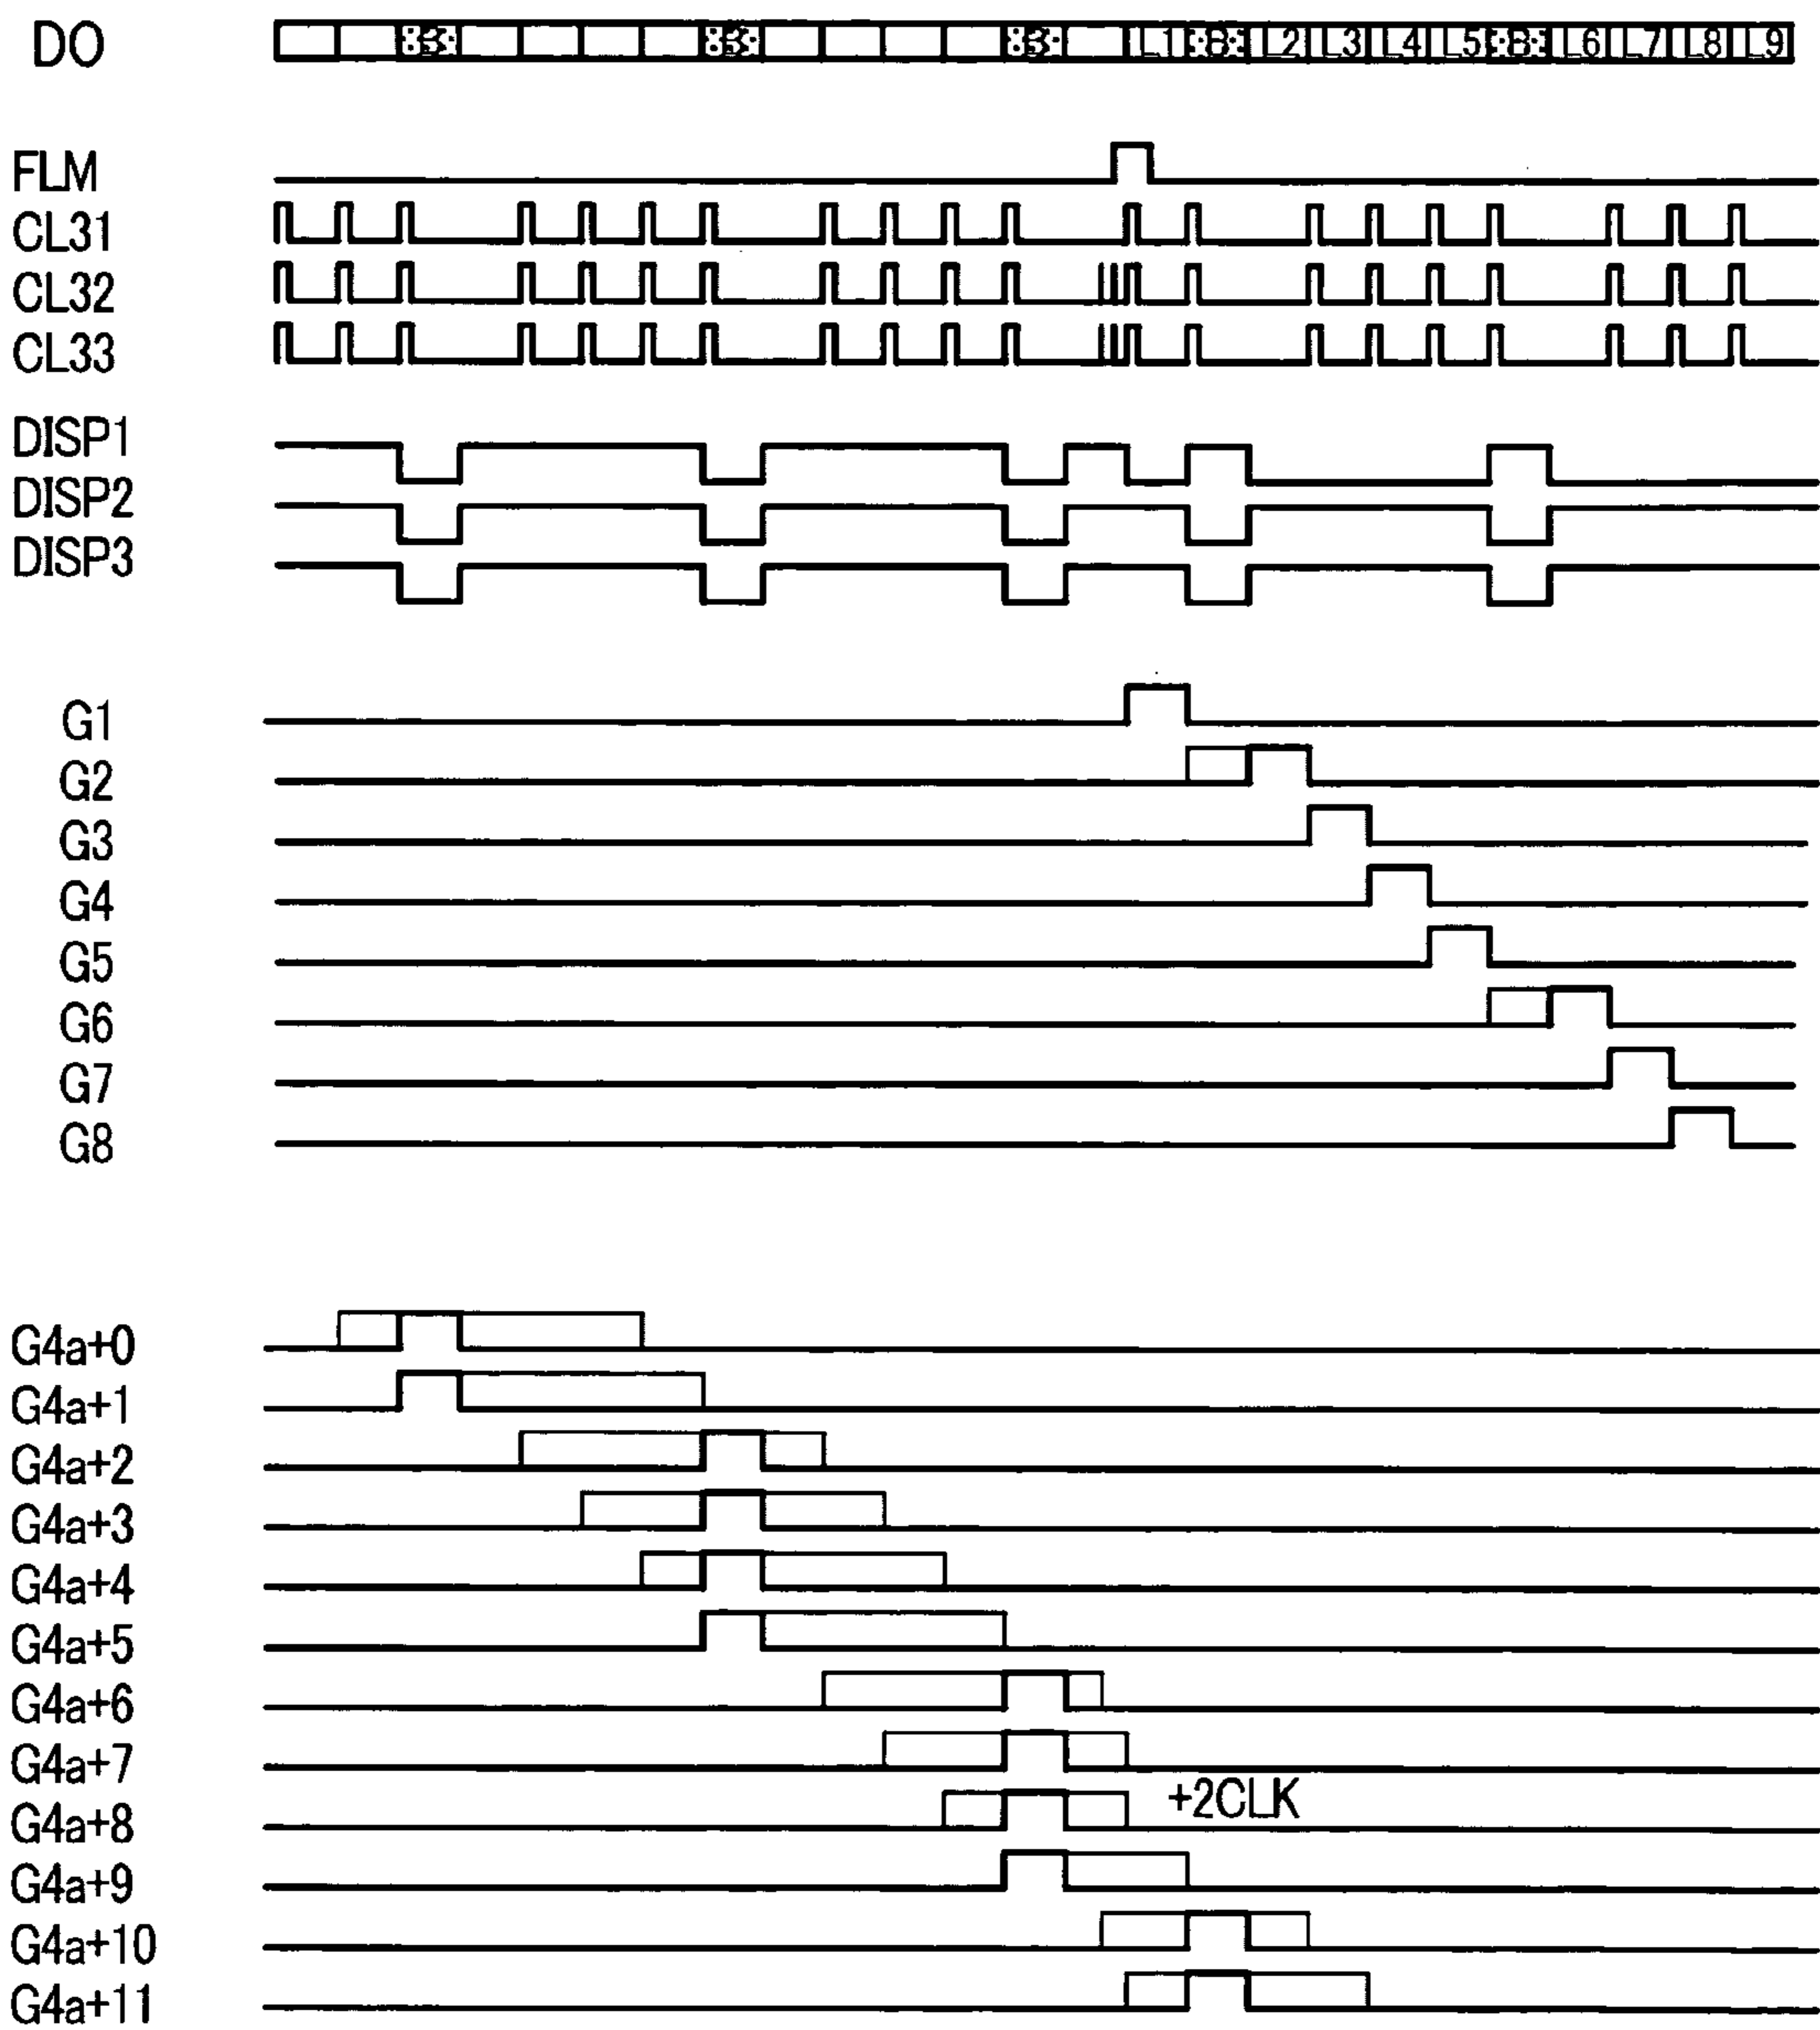 DO L1 B L2 L3 L4 L5 B L6 L7 L8 L9
FLM
CL31
CL32
CL33
DISP1
DISP2
DISP3
G1
G2
G3
G4
G5
G6
G7
G8
G4a+0
G4a+1
G4a+2
G4a+3
G4a+4
G4a+5
G4a+6
G4a+7
G4a+8 +2CLK
G4a+9
G4a+10
G4a+11